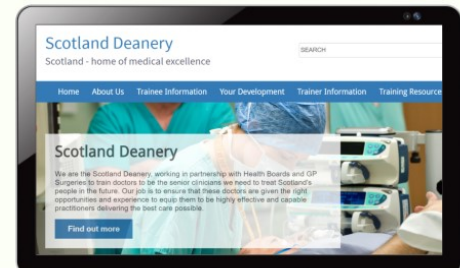 Scotland Deanery
Scotland - home of medical excellence
SEARCH
Home About Us Trainee Information Your Development Trainer Information Training Resource
Scotland Deanery
We are the Scotland Deanery, working in partnership with Health Boards and GP
Surgeries to train doctors to be the senior clinicians we need to treat Scotland's
people in the future. Our job is to ensure that these doctors are given the right
opportunities and experience to equip them to be highly effective and capable
practitioners delivering the best care possible.
Find out more